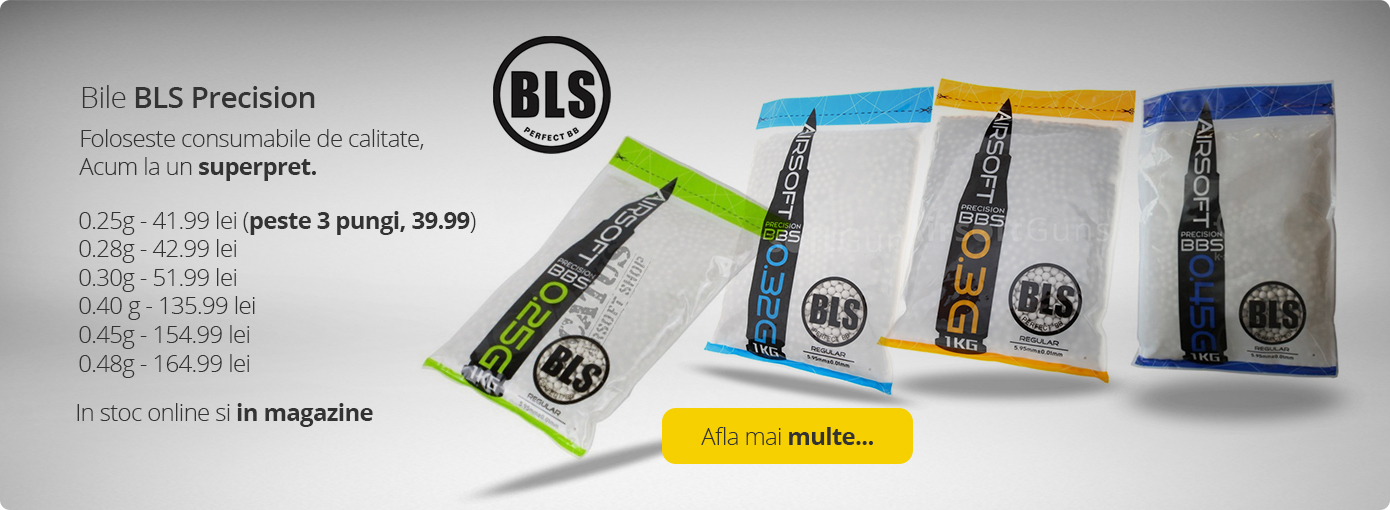 Bile BLS Precision
Foloseste consumabile de calitate,
Acum la un superpret.
0.25g - 41.99 lei (peste 3 pungi, 39.99)
0.28g - 42.99 lei
0.30g - 51.99 lei
0.40 g - 135.99 lei
0.45g - 154.99 lei
0.48g - 164.99 lei
In stoc online si in magazine
BLS
PERFECT BB
AIRSOFT
PRECISION
BBS
0.25G
1KG
BLS
REGULAR
AIRSOFT
PRECISION
BBS
0.32G
1KG
BLS
PERFECT BB
REGULAR
5.95mm±0.01mm
AIRSOFT
PRECISION
BBS
0.3G
1KG
BLS
PERFECT BB
REGULAR
5.95mm±0.01mm
AIRSOFT
PRECISION
BBS
0.45G
1KG
BLS
REGULAR
Afla mai multe...